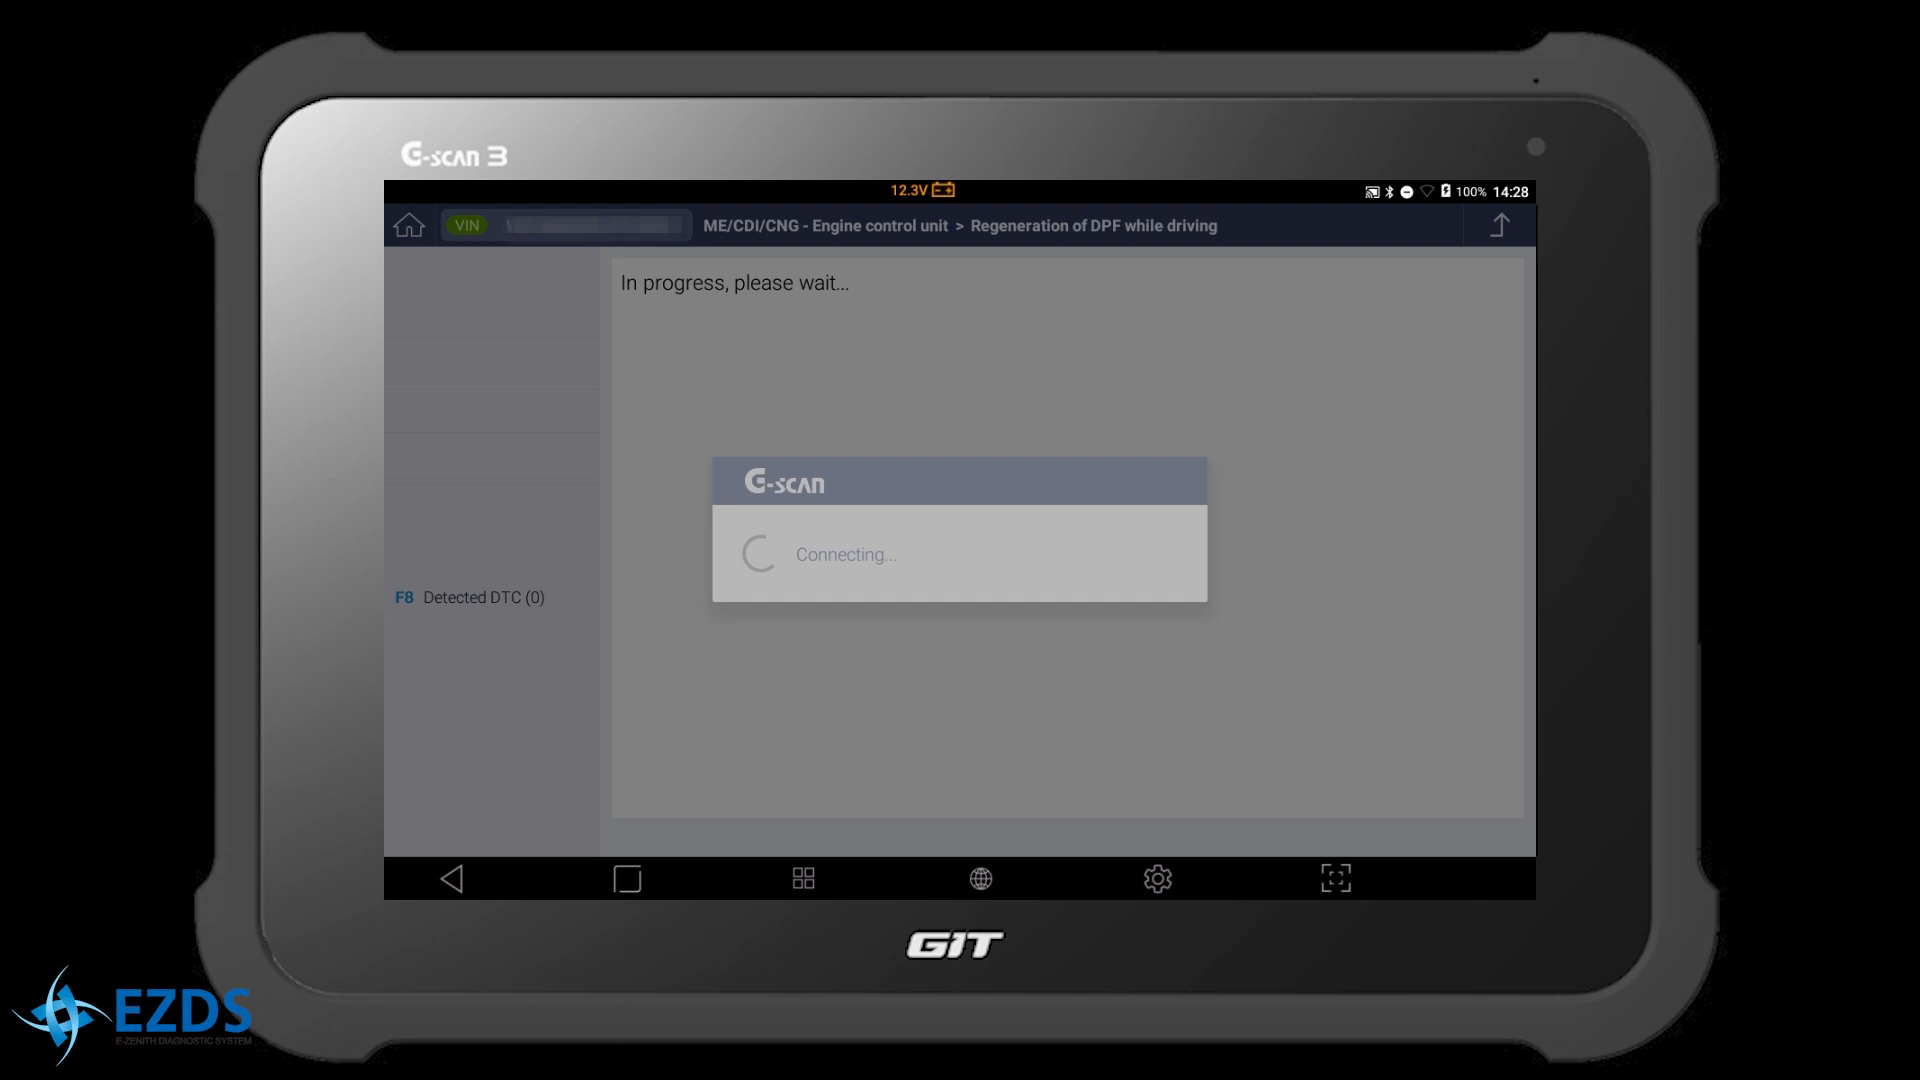 G-SCAN 3
12.3V
100% 14:28
VIN
ME/CDI/CNG - Engine control unit > Regeneration of DPF while driving
In progress, please wait...
G-SCAN
Connecting...
F8 Detected DTC (0)
GIT
EZDS
E-ZENITH DIAGNOSTIC SYSTEM